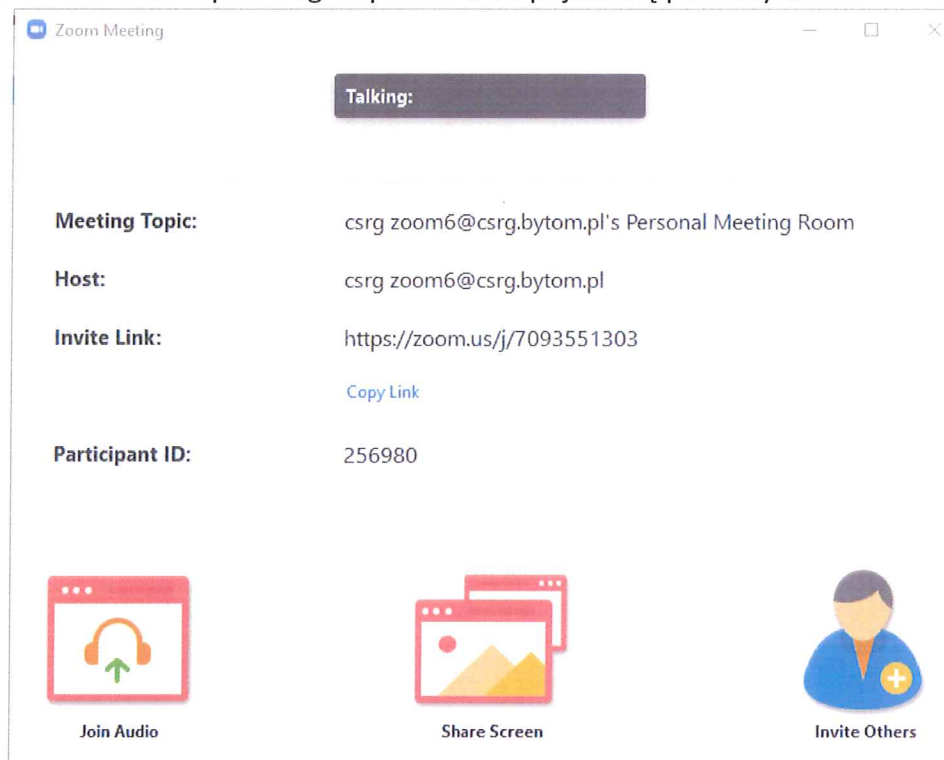 Zoom Meeting
Talking:
Meeting Topic: csrg zoom6@csrg.bytom.pl's Personal Meeting Room
Host: csrg zoom6@csrg.bytom.pl
Invite Link: https://zoom.us/j/7093551303
Copy Link
Participant ID: 256980
Join Audio Share Screen Invite Others